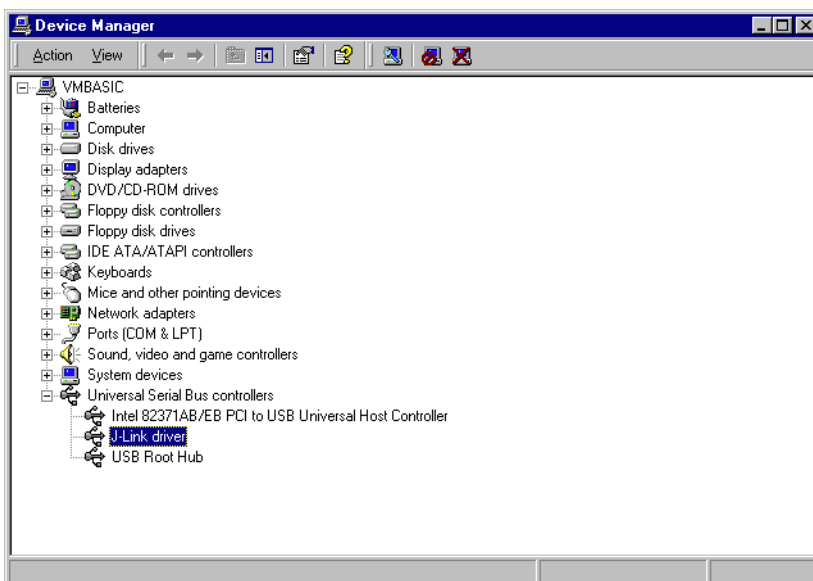 Device Manager
Action View
VMBASIC
Batteries
Computer
Disk drives
Display adapters
DVD/CD-ROM drives
Floppy disk controllers
Floppy disk drives
IDE ATA/ATAPI controllers
Keyboards
Mice and other pointing devices
Network adapters
Ports (COM & LPT)
Sound, video and game controllers
System devices
Universal Serial Bus controllers
Intel 82371AB/EB PCI to USB Universal Host Controller
J-Link driver
USB Root Hub